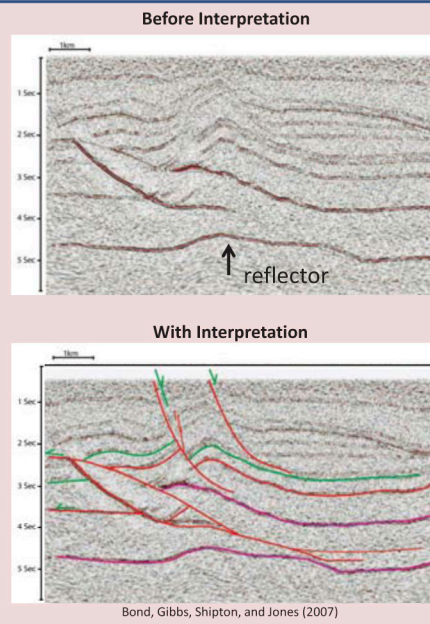 Before Interpretation
1km
1 Sec
2 Sec
3 Sec
4 Sec
5 Sec
reflector
With Interpretation
1km
1 Sec
2 Sec
3 Sec
4 Sec
5 Sec
Bond, Gibbs, Shipton, and Jones (2007)